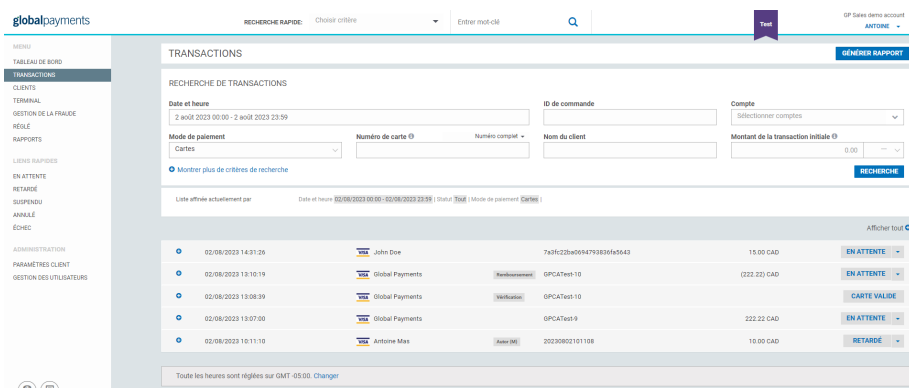 globalpayments
RECHERCHE RAPIDE: Choisir critère Entrer mot-clé
Test
GP Sales demo account
ANTOINE
MENU
TABLEAU DE BORD
TRANSACTIONS
CLIENTS
TERMINAL
GESTION DE LA FRAUDE
RÉGLÉ
RAPPORTS
LIENS RAPIDES
EN ATTENTE
RETARDÉ
SUSPENDU
ANNULÉ
ÉCHEC
ADMINISTRATION
PARAMÈTRES CLIENT
GESTION DES UTILISATEURS
TRANSACTIONS
GÉNÉRER RAPPORT
RECHERCHE DE TRANSACTIONS
Date et heure ID de commande Compte
2 août 2023 00:00 - 2 août 2023 23:59 Sélectionner comptes
Mode de paiement Numéro de carte Numéro complet Nom du client Montant de la transaction initiale
Cartes 0.00 --
Montrer plus de critères de recherche
RECHERCHE
Liste affinée actuellement par Date et heure 02/08/2023 00:00 - 02/08/2023 23:59 | Statut Tout | Mode de paiement Cartes |
Afficher tout
02/08/2023 14:31:26 VISA John Doe 7a3fc22ba0694793836fa5643 15.00 CAD EN ATTENTE
02/08/2023 13:10:19 VISA Global Payments Remboursement GPCATest-10 (222.22) CAD EN ATTENTE
02/08/2023 13:08:39 VISA Global Payments Vérification GPCATest-10 CARTE VALIDE
02/08/2023 13:07:00 VISA Global Payments GPCATest-9 222.22 CAD EN ATTENTE
02/08/2023 10:11:10 VISA Antoine Mas Autor (M) 20230802101108 10.00 CAD RETARDÉ
Toute les heures sont réglées sur GMT -05:00. Changer